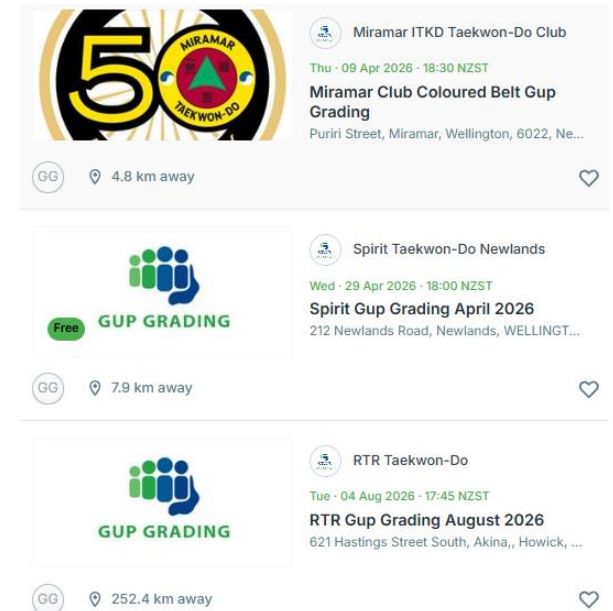 50
MIRAMAR
TAEKWON-DO
Miramar ITKD Taekwon-Do Club
Thu · 09 Apr 2026 · 18:30 NZST
Miramar Club Coloured Belt Gup
Grading
Puriri Street, Miramar, Wellington, 6022, Ne...
GG
4.8 km away
Free
GUP GRADING
Spirit Taekwon-Do Newlands
Wed · 29 Apr 2026 · 18:00 NZST
Spirit Gup Grading April 2026
212 Newlands Road, Newlands, WELLINGT...
GG
7.9 km away
GUP GRADING
RTR Taekwon-Do
Tue · 04 Aug 2026 · 17:45 NZST
RTR Gup Grading August 2026
621 Hastings Street South, Akina,, Howick, ...
GG
252.4 km away